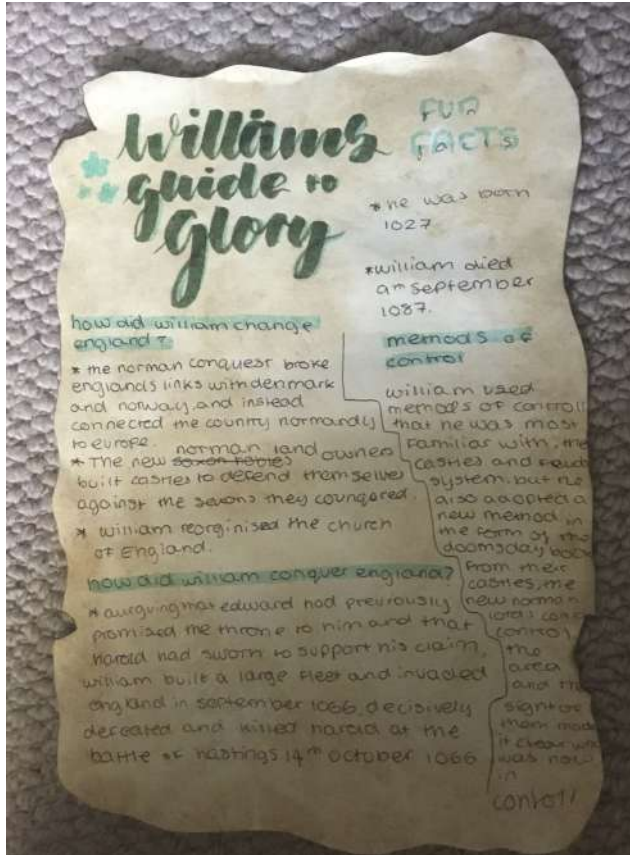 Williams
guide to
Glory
FUN
FACTS
* he was born
1027
* william died
9th september
1087.
how did william change
england?
* the norman conquest broke
englands links with denmark
and norway, and instead
connected the country normandy
to europe.
* The new norman land owners
built castles to defend themselves
against the saxons they counqored.
* william reorginised the church
of England.
how did william conquer england?
* aurguing that edward had previously
promised the throne to him and that
Harold had sworn to support his claim,
william built a large fleet and invaded
england in september 1066, decisively
defeated and killed harold at the
battle of hastings 14th October 1066
methods of
control
william used
methods of controll
that he was most
familiar with: the
castles and feudl
system. but he
also adopted a
new method in
the form of the
doomsday book
From their
castles, the
new norman
lords
control
the
area
and the
sight of
them made
it clear who
was now
in
control!